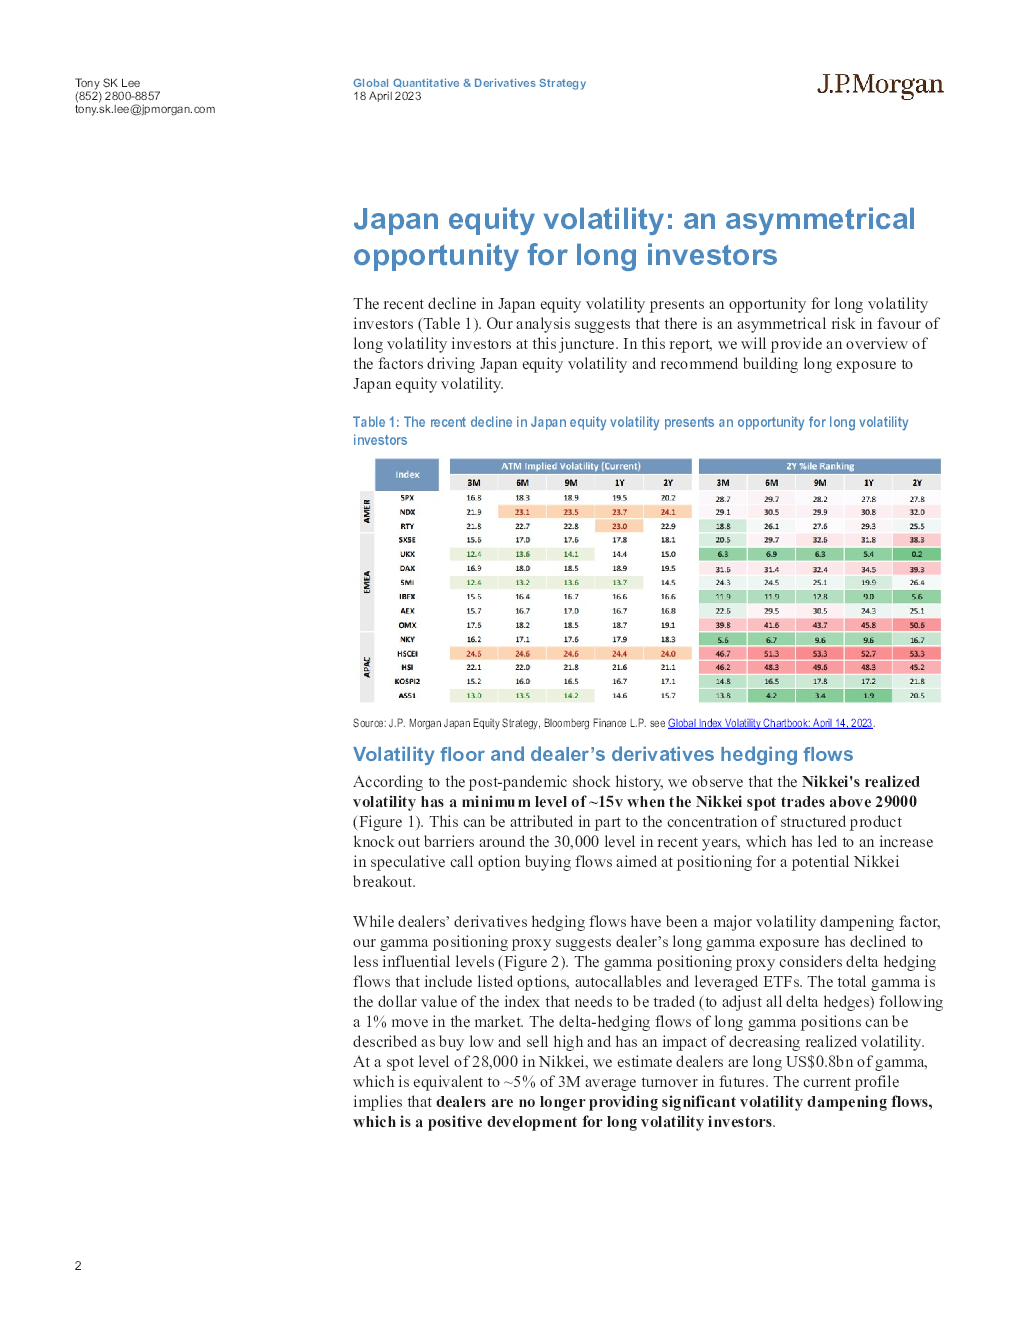 Tony SK Lee
(852) 2800-8857
tony.sk.lee@jpmorgan.com
Global Quantitative & Derivatives Strategy
18 April 2023
J.P.Morgan
Japan equity volatility: an asymmetrical
opportunity for long investors
The recent decline in Japan equity volatility presents an opportunity for long volatility
investors (Table 1). Our analysis suggests that there is an asymmetrical risk in favour of
long volatility investors at this juncture. In this report, we will provide an overview of
the factors driving Japan equity volatility and recommend building long exposure to
Japan equity volatility.
Table 1: The recent decline in Japan equity volatility presents an opportunity for long volatility
investors
Index ATM Implied Volatility (Current) 2Y %ile Ranking
3M 6M 9M 1Y 2Y 3M 6M 9M 1Y 2Y
AMER
SPX 16.8 18.3 18.9 19.5 20.2 28.7 29.7 28.2 27.8 27.8
NDX 21.9 23.1 23.5 23.7 24.1 29.1 30.5 29.9 30.8 32.0
RTY 21.8 22.7 22.8 23.0 22.9 18.8 26.1 27.6 29.3 25.5
EMEA
SX5E 15.6 17.0 17.6 17.8 18.1 20.5 29.7 32.6 31.8 38.3
UKX 12.4 13.6 14.1 14.4 15.0 6.3 6.9 6.3 5.4 0.2
DAX 16.9 18.0 18.5 18.9 19.5 31.6 31.4 32.4 34.5 39.3
SMI 12.4 13.2 13.6 13.7 14.5 24.3 24.5 25.1 19.9 26.4
IBEX 15.6 16.4 16.7 16.6 16.6 11.9 11.9 12.8 9.0 5.6
AEX 15.7 16.7 17.0 16.7 16.8 22.6 29.5 30.5 24.3 25.1
OMX 17.6 18.2 18.5 18.7 19.1 39.8 41.6 43.7 45.8 50.6
APAC
NKY 16.2 17.1 17.6 17.9 18.3 5.6 6.7 9.6 9.6 16.7
HSCEI 24.6 24.6 24.6 24.4 24.0 46.7 51.3 53.3 52.7 53.3
HSI 22.1 22.0 21.8 21.6 21.1 46.2 48.3 49.6 48.3 45.2
KOSPI2 15.2 16.0 16.5 16.7 17.1 14.8 16.5 17.8 17.2 21.8
AS51 13.0 13.5 14.2 14.6 15.7 13.8 4.2 3.4 1.9 20.5
Source: J.P. Morgan Japan Equity Strategy, Bloomberg Finance L.P. see Global Index Volatility Chartbook: April 14, 2023.
Volatility floor and dealer's derivatives hedging flows
According to the post-pandemic shock history, we observe that the Nikkei's realized
volatility has a minimum level of ~15v when the Nikkei spot trades above 29000
(Figure 1). This can be attributed in part to the concentration of structured product
knock out barriers around the 30,000 level in recent years, which has led to an increase
in speculative call option buying flows aimed at positioning for a potential Nikkei
breakout.
While dealers' derivatives hedging flows have been a major volatility dampening factor,
our gamma positioning proxy suggests dealer's long gamma exposure has declined to
less influential levels (Figure 2). The gamma positioning proxy considers delta hedging
flows that include listed options, autocallables and leveraged ETFs. The total gamma is
the dollar value of the index that needs to be traded (to adjust all delta hedges) following
a 1% move in the market. The delta-hedging flows of long gamma positions can be
described as buy low and sell high and has an impact of decreasing realized volatility.
At a spot level of 28,000 in Nikkei, we estimate dealers are long US$0.8bn of gamma,
which is equivalent to ~5% of 3M average turnover in futures. The current profile
implies that dealers are no longer providing significant volatility dampening flows,
which is a positive development for long volatility investors.
2